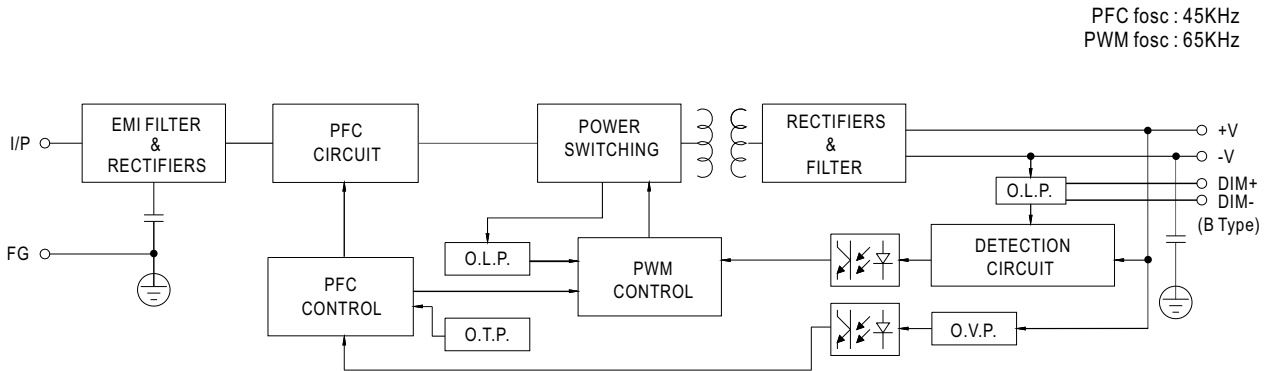 PFC fosc : 45KHz
PWM fosc : 65KHz
I/P
EMI FILTER
&
RECTIFIERS
PFC
CIRCUIT
POWER
SWITCHING
RECTIFIERS
&
FILTER
+V
-V
DIM+
DIM-
(B Type)
O.L.P.
FG
O.L.P.
PWM
CONTROL
DETECTION
CIRCUIT
PFC
CONTROL
O.T.P.
O.V.P.